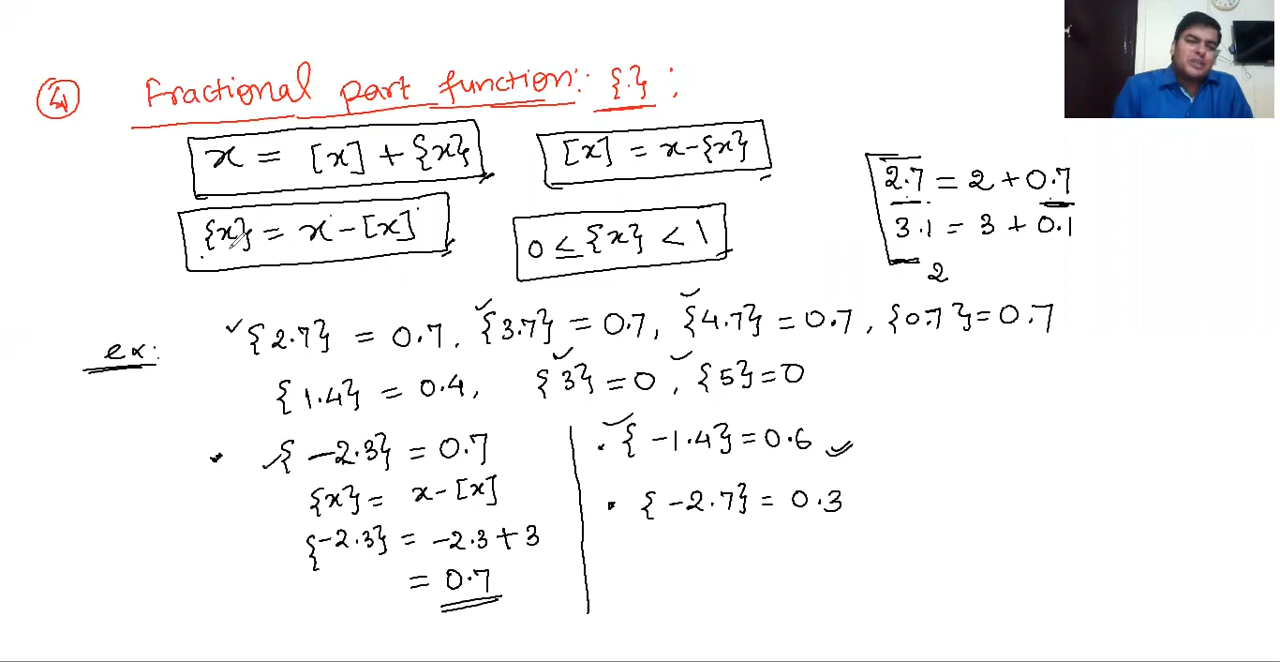 ④ Fractional part function: {.} :
x = [x] + {x}
[x] = x - {x}
{x} = x - [x]
0 ≤ {x} < 1
2.7 = 2 + 0.7
3.1 = 3 + 0.1
2
ex:
{2.7} = 0.7, {3.7} = 0.7, {4.7} = 0.7, {0.7} = 0.7
{1.4} = 0.4, {3} = 0, {5} = 0
{-2.3} = 0.7
{x} = x - [x]
{-2.3} = -2.3 + 3
= 0.7
{-1.4} = 0.6
{-2.7} = 0.3